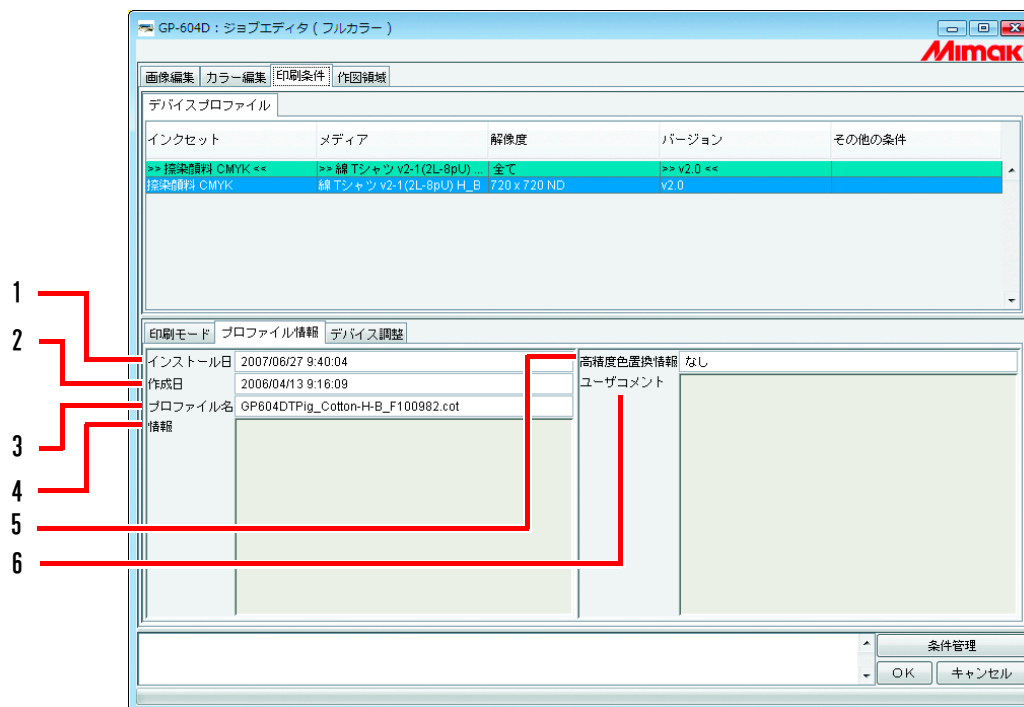 GP-604D：ジョブエディタ ( フルカラー )
Mimaki
画像編集 カラー編集 印刷条件 作図領域
デバイスプロファイル
インクセット メディア 解像度 バージョン その他の条件
>> 捺染顔料 CMYK << >> 綿 Tシャツ v2-1(2L-8pU) ... 全て >> v2.0 <<
捺染顔料 CMYK 綿 Tシャツ v2-1(2L-8pU) H_B 720 x 720 ND v2.0
印刷モード プロファイル情報 デバイス調整
1 インストール日 2007/06/27 9:40:04
2 作成日 2006/04/13 9:16:09
3 プロファイル名 GP604DTPig_Cotton-H-B_F100982.cot
4 情報
5 高精度色置換情報 なし
6 ユーザコメント
条件管理
OK キャンセル